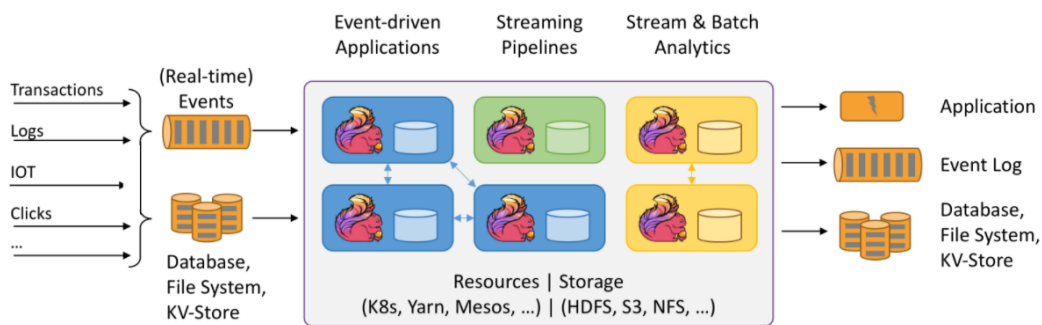 Event-driven
Applications
Streaming
Pipelines
Stream & Batch
Analytics
Transactions
Logs
IOT
Clicks
...
(Real-time)
Events
Database,
File System,
KV-Store
Resources | Storage
(K8s, Yarn, Mesos, ...) | (HDFS, S3, NFS, ...)
Application
Event Log
Database,
File System,
KV-Store